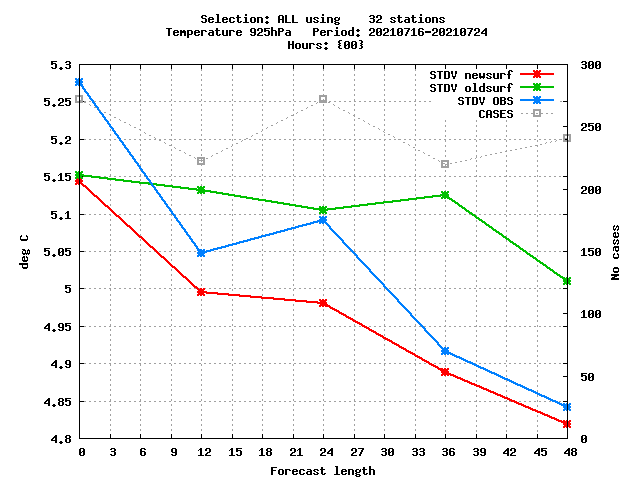 Selection: ALL using    32 stations
Temperature 925hPa   Period: 20210716-20210724
Hours: {00}
5.3
5.25
5.2
5.15
5.1
5.05
5
4.95
4.9
4.85
4.8
deg C
STDV newsurf
STDV oldsurf
STDV OBS
CASES
300
250
200
150
100
50
0
No cases
0 3 6 9 12 15 18 21 24 27 30 33 36 39 42 45 48
Forecast length